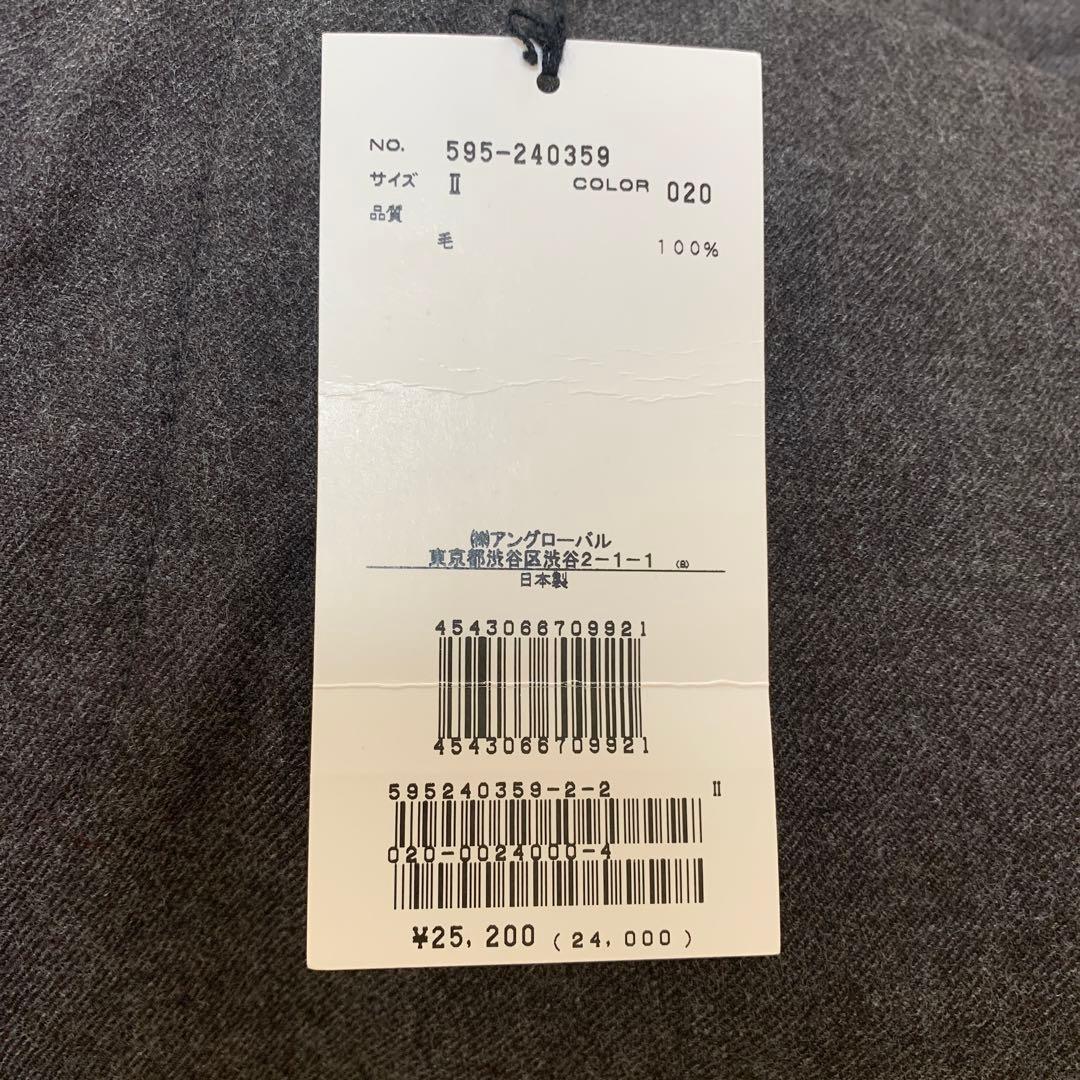 NO. 595-240359
サイズ Ⅱ COLOR 020
品質
毛 100%
㈱アングローバル
東京都渋谷区渋谷2-1-1
日本製
4543066709921
4543066709921
595240359-2-2 Ⅱ
020-0024000-4
¥25,200 (24,000)